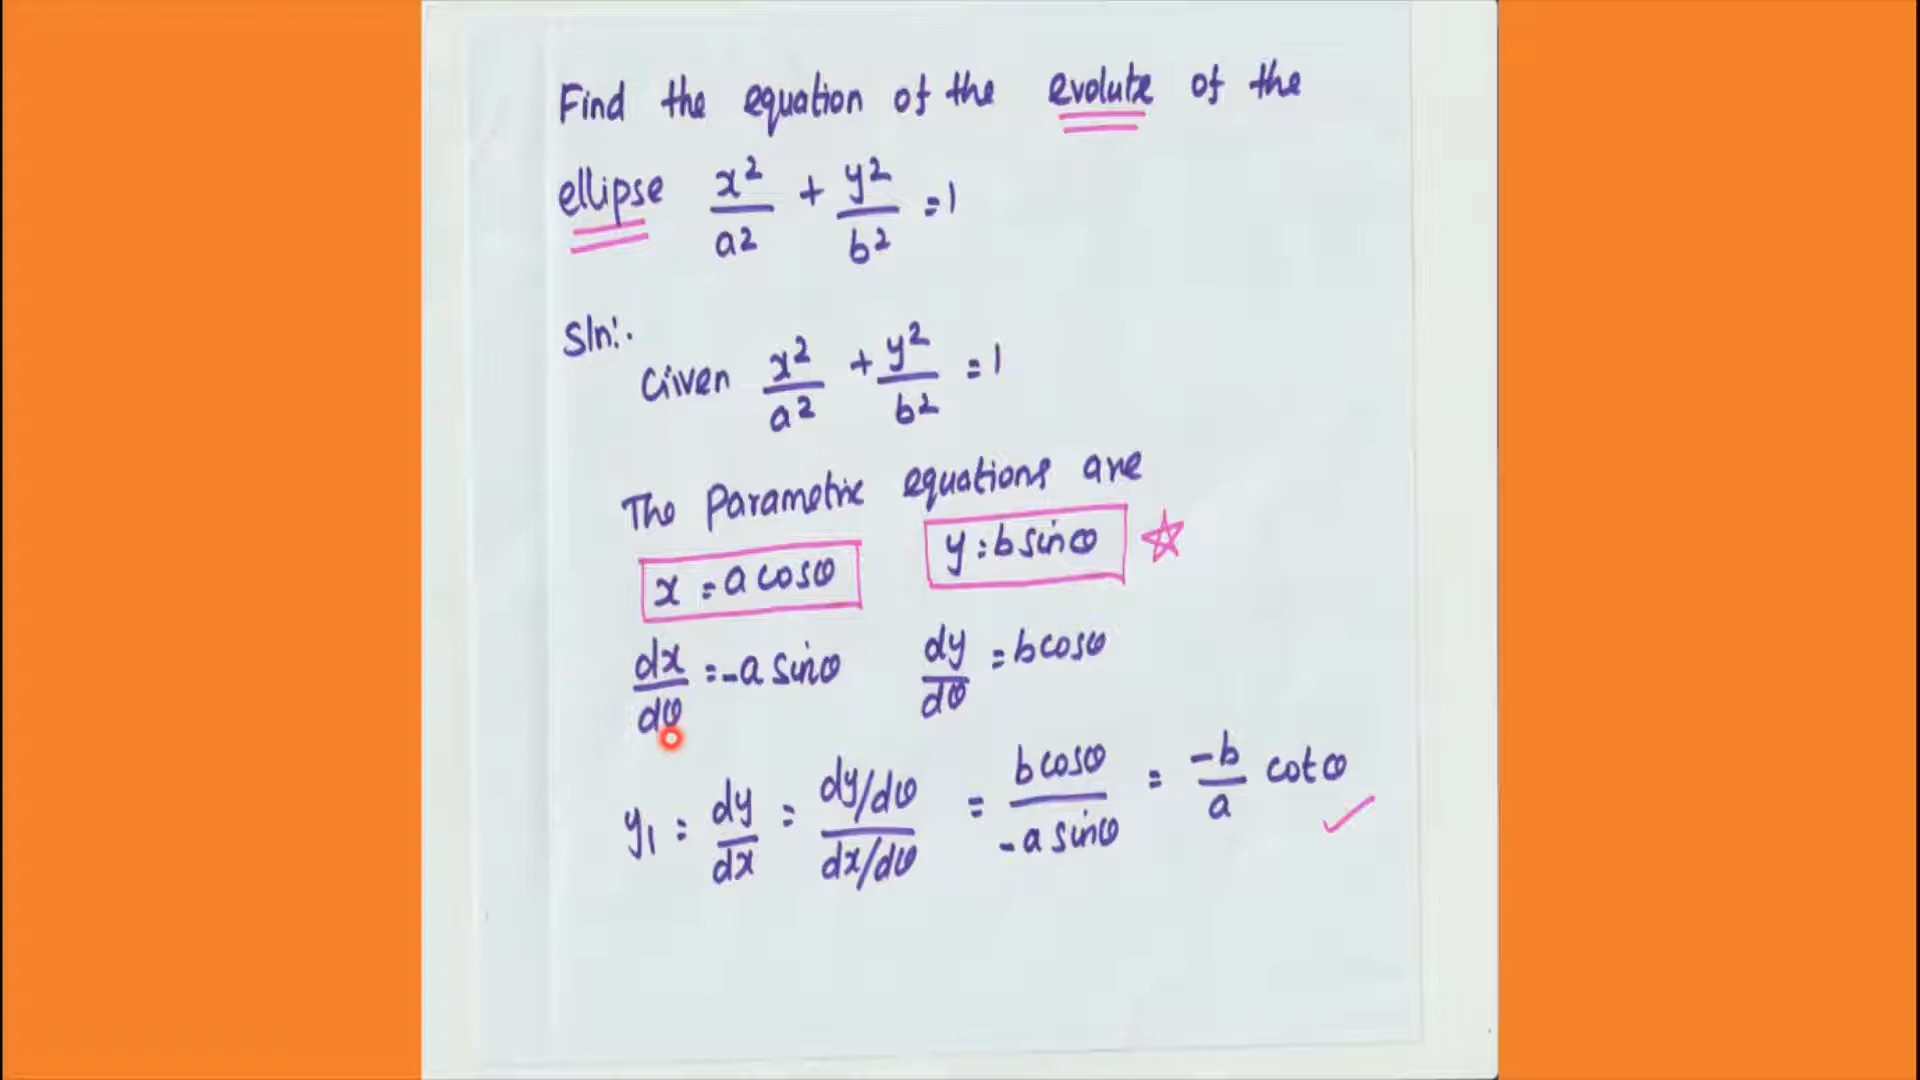 Find the equation of the evolute of the
ellipse x²/a² + y²/b² = 1
Sln:.
Given x²/a² + y²/b² = 1
The Parametric equations are
x = a cosθ y = b sinθ ☆
dx/dθ = -a sinθ dy/dθ = b cosθ
y₁ = dy/dx = (dy/dθ)/(dx/dθ) = b cosθ/-a sinθ = -b/a cotθ ✓